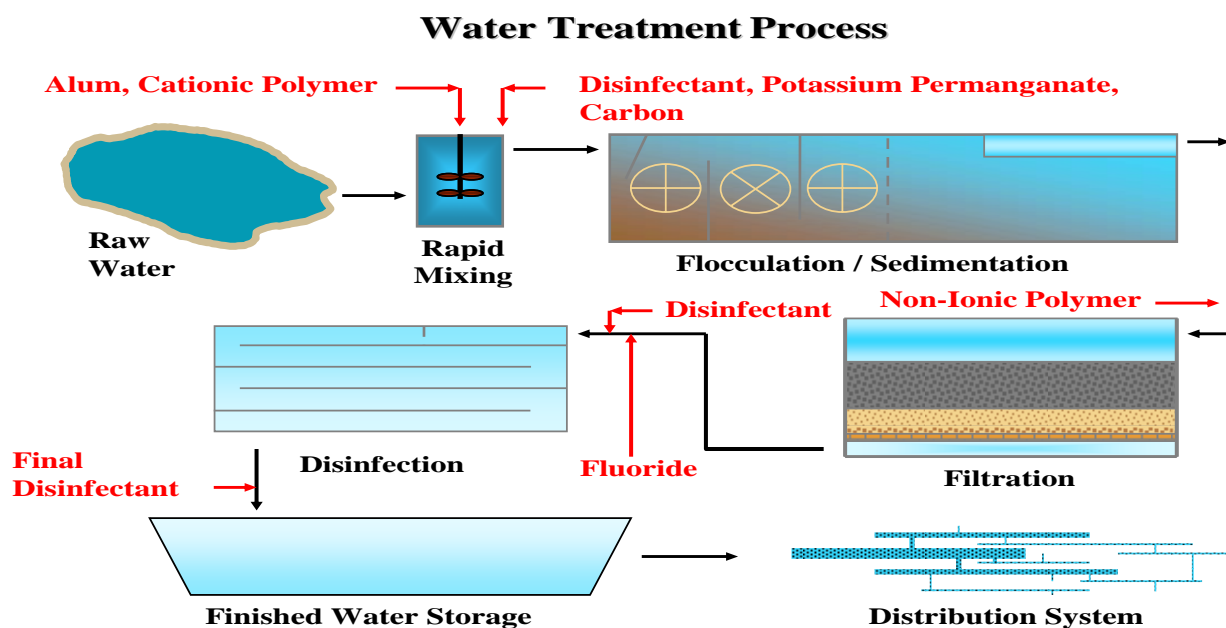 Water Treatment Process
Alum, Cationic Polymer
Disinfectant, Potassium Permanganate,
Carbon
Raw
Water
Rapid
Mixing
Flocculation / Sedimentation
Non-Ionic Polymer
Disinfectant
Fluoride
Filtration
Disinfection
Final
Disinfectant
Finished Water Storage
Distribution System